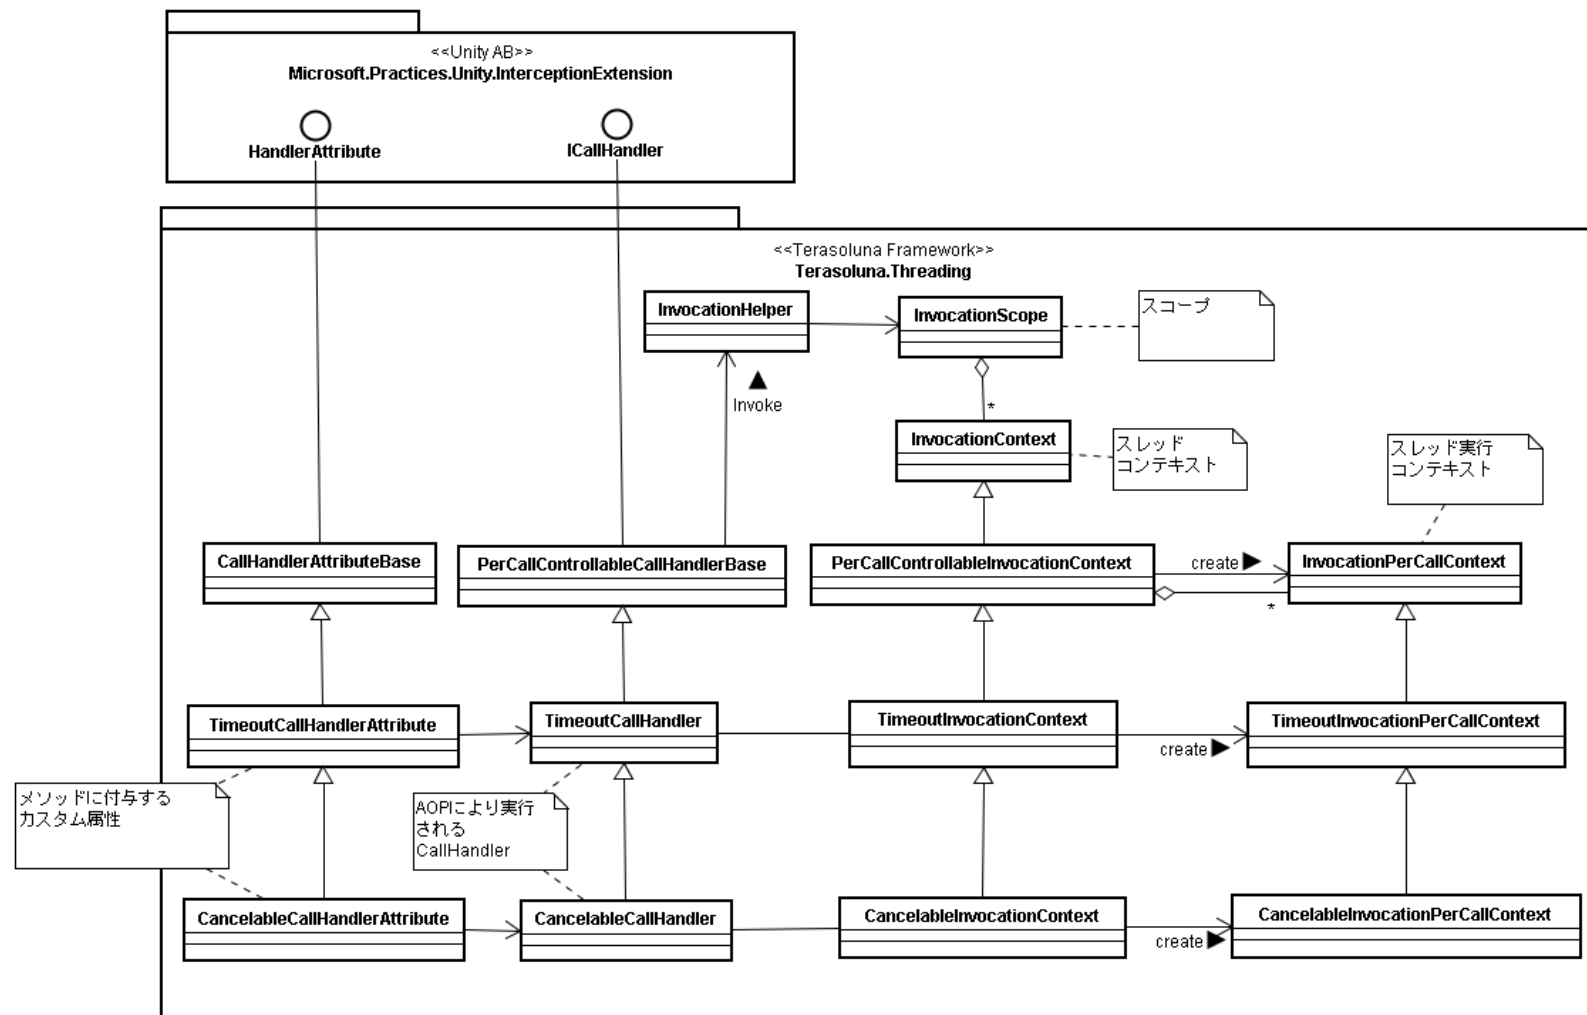 <<Unity AB>>
Microsoft.Practices.Unity.InterceptionExtension
HandlerAttribute
ICallHandler
<<Terasoluna Framework>>
Terasoluna.Threading
InvocationHelper
InvocationScope
スコープ
Invoke
*
InvocationContext
スレッド
コンテキスト
スレッド実行
コンテキスト
CallHandlerAttributeBase
PerCallControllableCallHandlerBase
PerCallControllableInvocationContext
create
InvocationPerCallContext
*
TimeoutCallHandlerAttribute
TimeoutCallHandler
TimeoutInvocationContext
create
TimeoutInvocationPerCallContext
メソッドに付与する
カスタム属性
AOPにより実行
される
CallHandler
CancelableCallHandlerAttribute
CancelableCallHandler
CancelableInvocationContext
create
CancelableInvocationPerCallContext